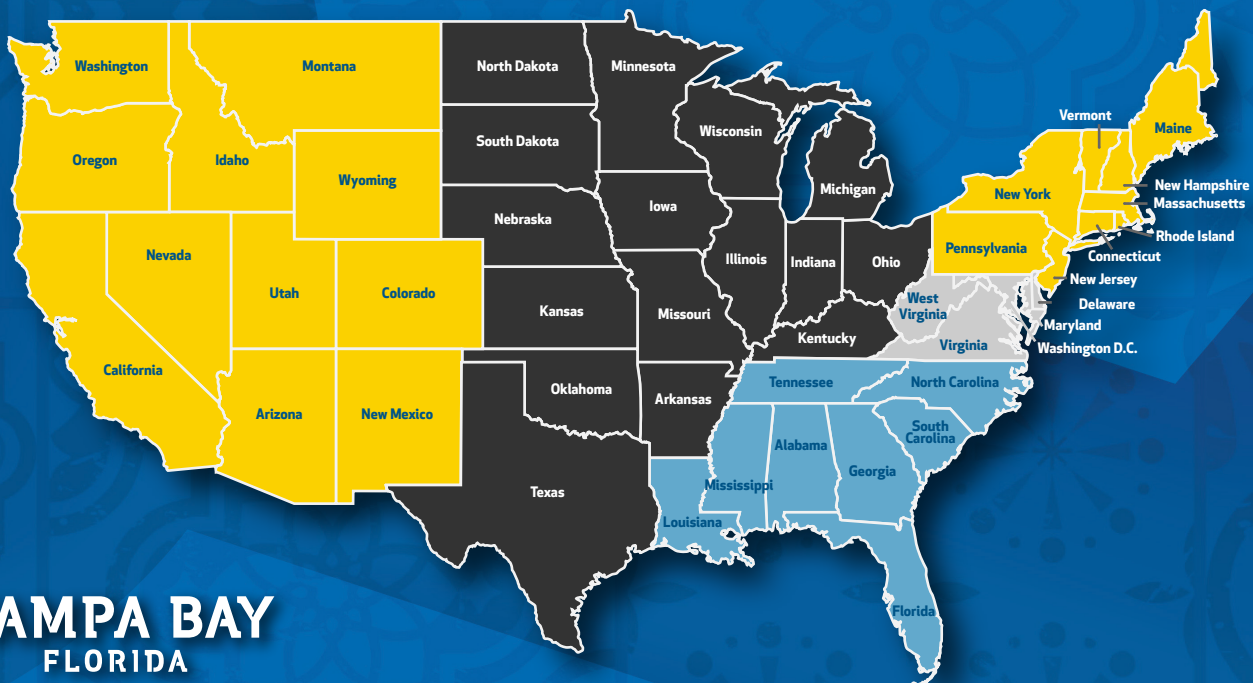 Washington
Montana
North Dakota
Minnesota
Vermont
Maine
Oregon
Idaho
Wyoming
South Dakota
Wisconsin
Michigan
New York
New Hampshire
Massachusetts
Rhode Island
Connecticut
Nevada
Utah
Colorado
Nebraska
Iowa
Illinois
Indiana
Ohio
Pennsylvania
New Jersey
Delaware
Maryland
Washington D.C.
West
Virginia
Virginia
Kansas
Missouri
Kentucky
California
Arizona
New Mexico
Oklahoma
Arkansas
Tennessee
North Carolina
South
Carolina
Texas
Louisiana
Mississippi
Alabama
Georgia
Florida
AMPA BAY
FLORIDA